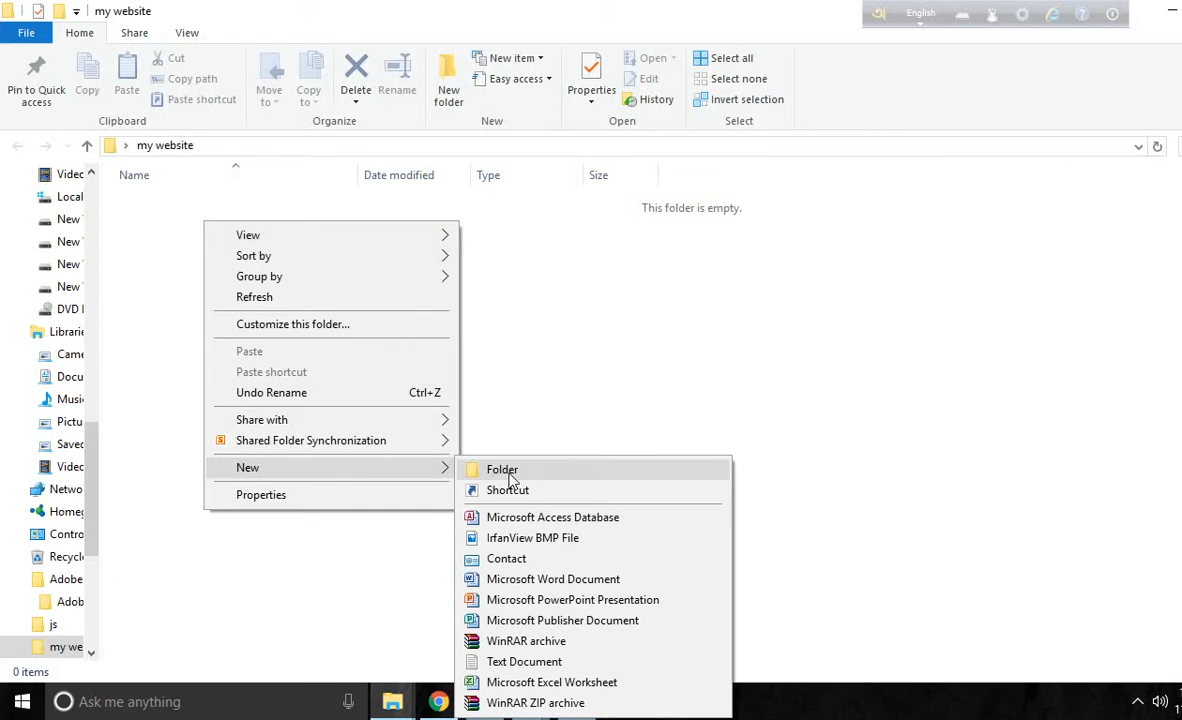 my website
English
File Home Share View
Pin to Quick access
Copy
Paste
Cut
Copy path
Paste shortcut
Clipboard
Move to
Copy to
Delete
Rename
Organize
New folder
New item
Easy access
New
Properties
Open
Edit
History
Open
Select all
Select none
Invert selection
Select
my website
Name Date modified Type Size
This folder is empty.
Video
Local
New
New
New
New
DVD
Librarie
Came
Docu
Music
Pictu
Saved
Video
Netwo
Homeg
Contro
Recycl
Adobe
Adob
js
my we
View
Sort by
Group by
Refresh
Customize this folder...
Paste
Paste shortcut
Undo Rename Ctrl+Z
Share with
Shared Folder Synchronization
New
Properties
Folder
Shortcut
Microsoft Access Database
IrfanView BMP File
Contact
Microsoft Word Document
Microsoft PowerPoint Presentation
Microsoft Publisher Document
WinRAR archive
Text Document
Microsoft Excel Worksheet
WinRAR ZIP archive
0 items
Ask me anything